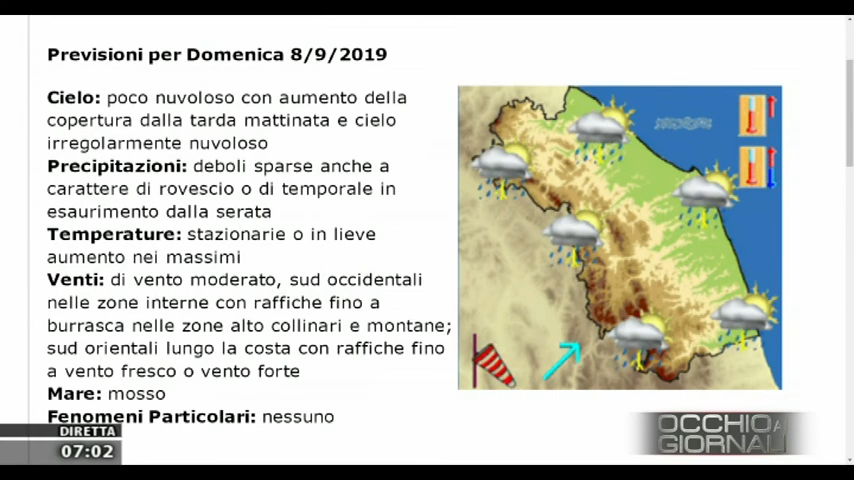 Previsioni per Domenica 8/9/2019
Cielo: poco nuvoloso con aumento della
copertura dalla tarda mattinata e cielo
irregolarmente nuvoloso
Precipitazioni: deboli sparse anche a
carattere di rovescio o di temporale in
esaurimento dalla serata
Temperature: stazionarie o in lieve
aumento nei massimi
Venti: di vento moderato, sud occidentali
nelle zone interne con raffiche fino a
burrasca nelle zone alto collinari e montane;
sud orientali lungo la costa con raffiche fino
a vento fresco o vento forte
Mare: mosso
Fenomeni Particolari: nessuno
DIRETTA
07:02
OCCHIO AI
GIORNALI